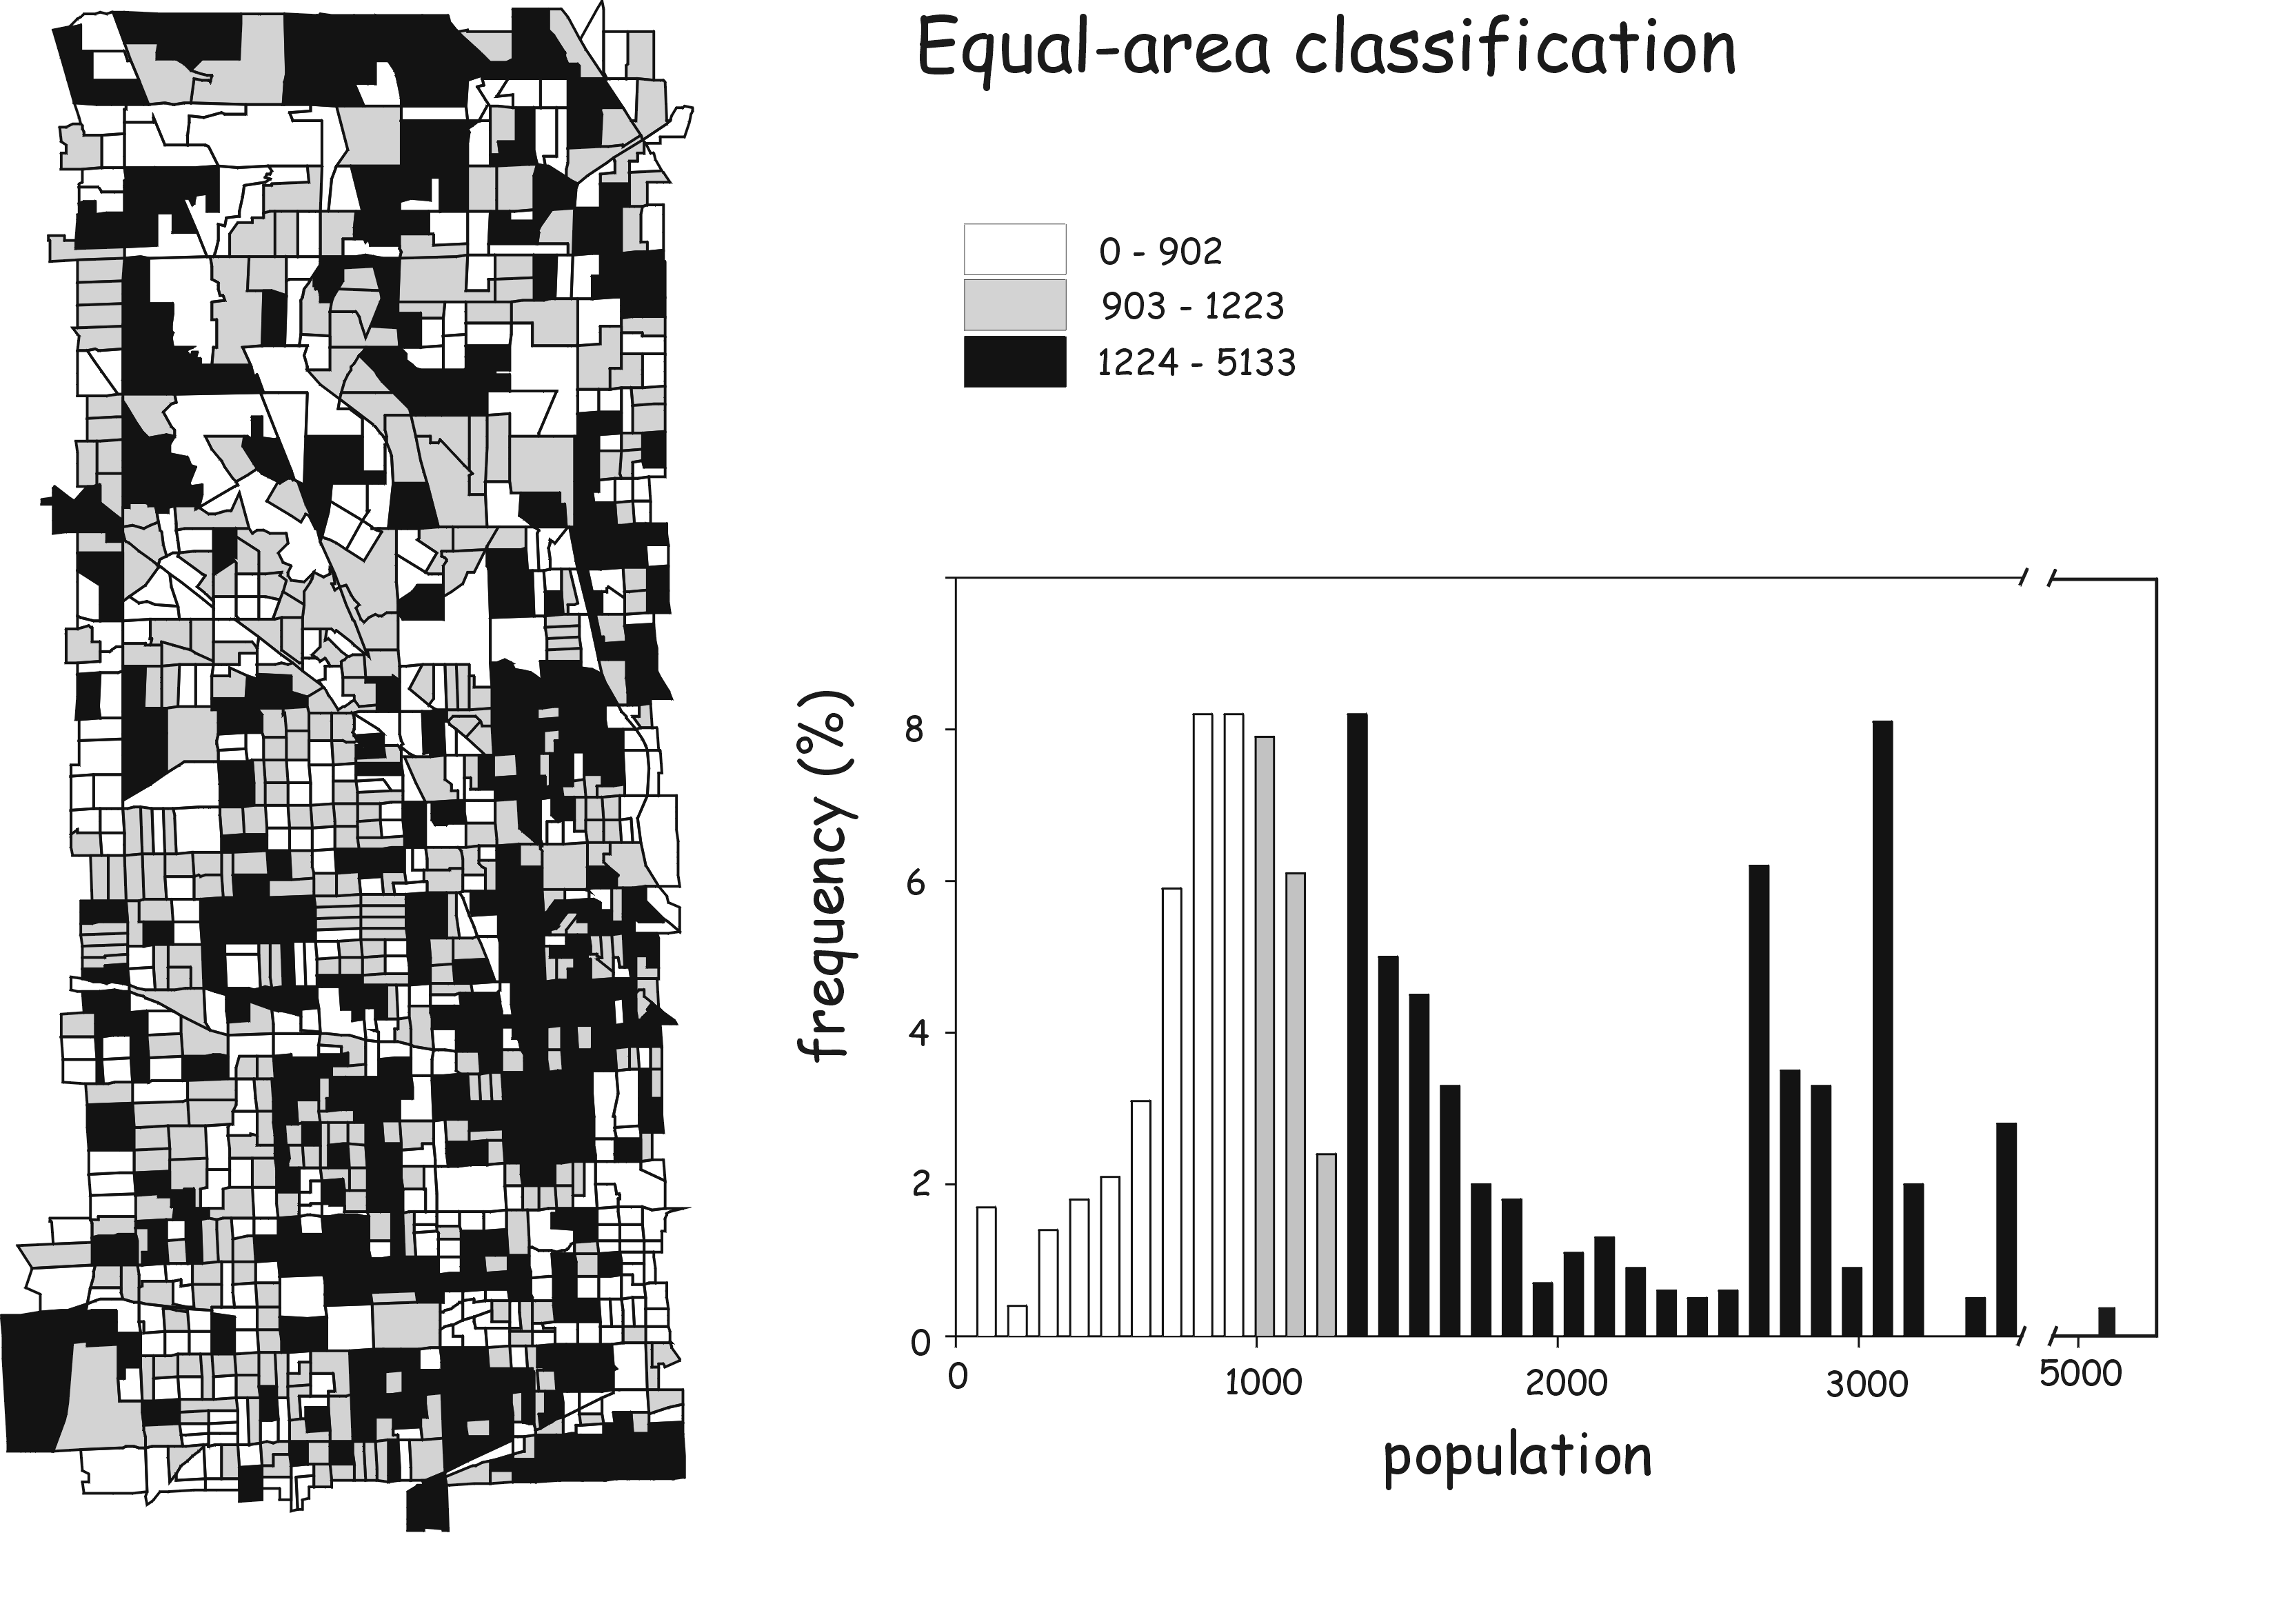 Equal-area classification
0 - 902
903 - 1223
1224 - 5133
frequency (%)
8
6
4
2
0
0
1000
2000
3000
5000
population